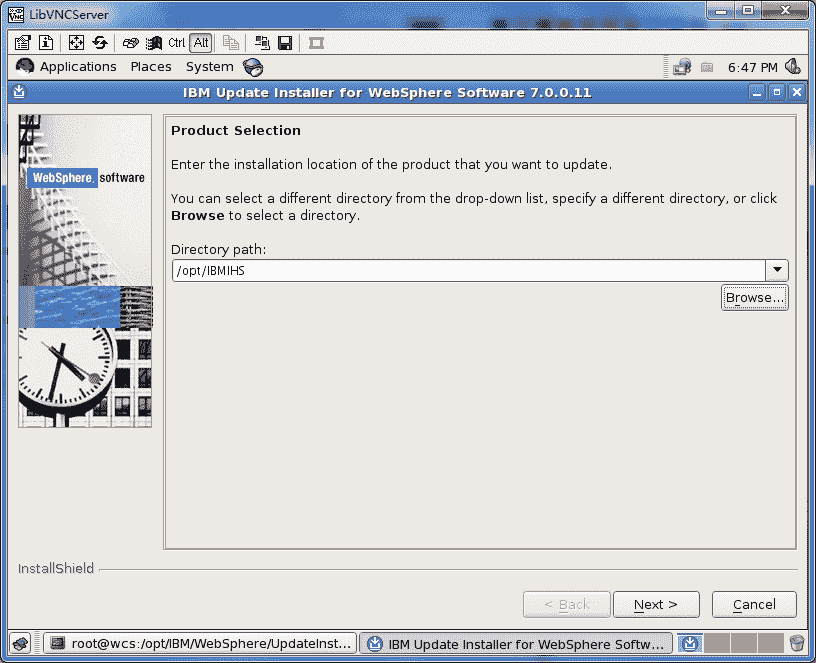 LibVNCServer
Ctrl Alt
Applications Places System 6:47 PM
IBM Update Installer for WebSphere Software 7.0.0.11
WebSphere. software
Product Selection
Enter the installation location of the product that you want to update.
You can select a different directory from the drop-down list, specify a different directory, or click
Browse to select a directory.
Directory path:
/opt/IBMIHS
Browse...
InstallShield
< Back Next > Cancel
root@wcs:/opt/IBM/WebSphere/UpdateInst... IBM Update Installer for WebSphere Softw...